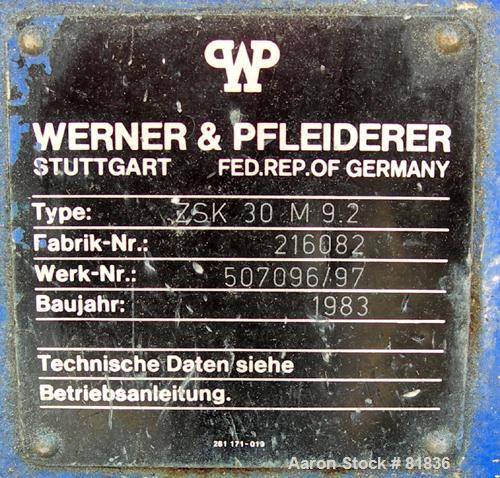 WP
WERNER & PFLEIDERER
STUTTGART FED.REP.OF GERMANY
Type: ZSK 30 M 9.2
Fabrik-Nr.: 216082
Werk-Nr.: 507096/97
Baujahr: 1983
Technische Daten siehe
Betriebsanleitung.
281 171-019
Aaron Stock # 81836